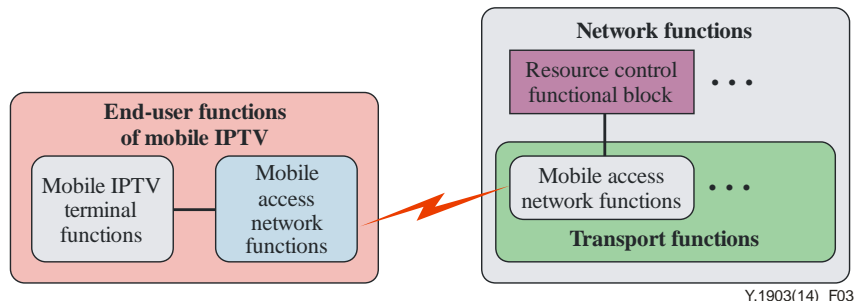 End-user functions
of mobile IPTV
Mobile IPTV
terminal
functions
Mobile
access
network
functions
Network functions
Resource control
functional block
• • •
Mobile access
network functions
• • •
Transport functions
Y.1903(14)_F03